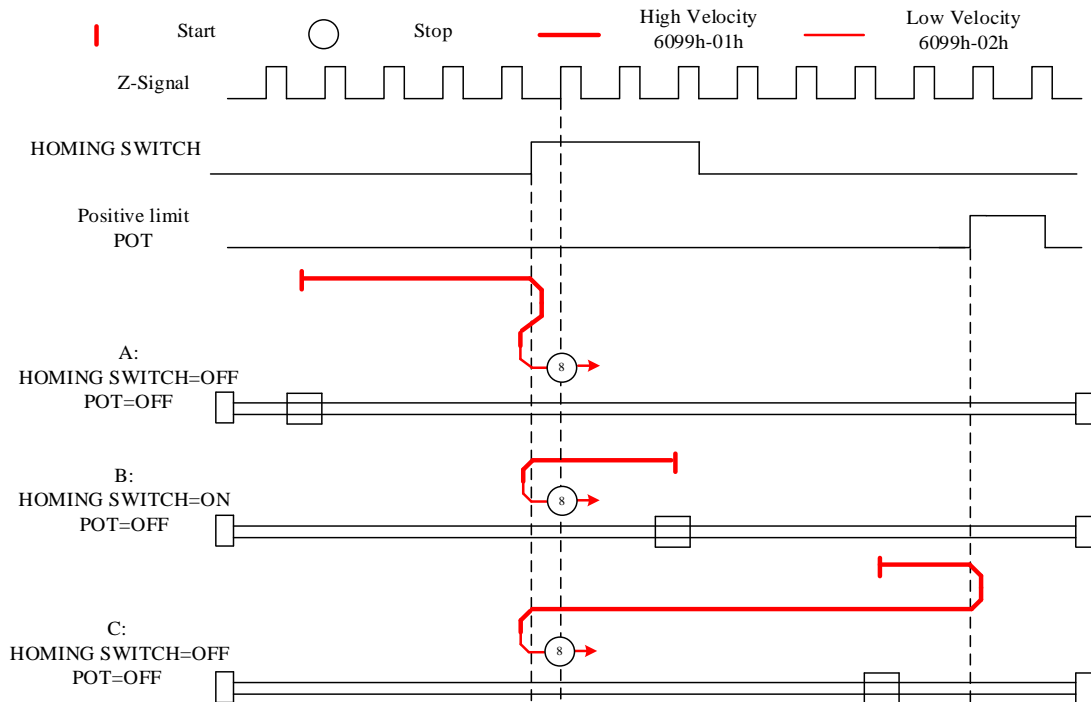 Start
Stop
High Velocity
6099h-01h
Low Velocity
6099h-02h
Z-Signal
HOMING SWITCH
Positive limit
POT
A:
HOMING SWITCH=OFF
POT=OFF
8
B:
HOMING SWITCH=ON
POT=OFF
8
C:
HOMING SWITCH=OFF
POT=OFF
8